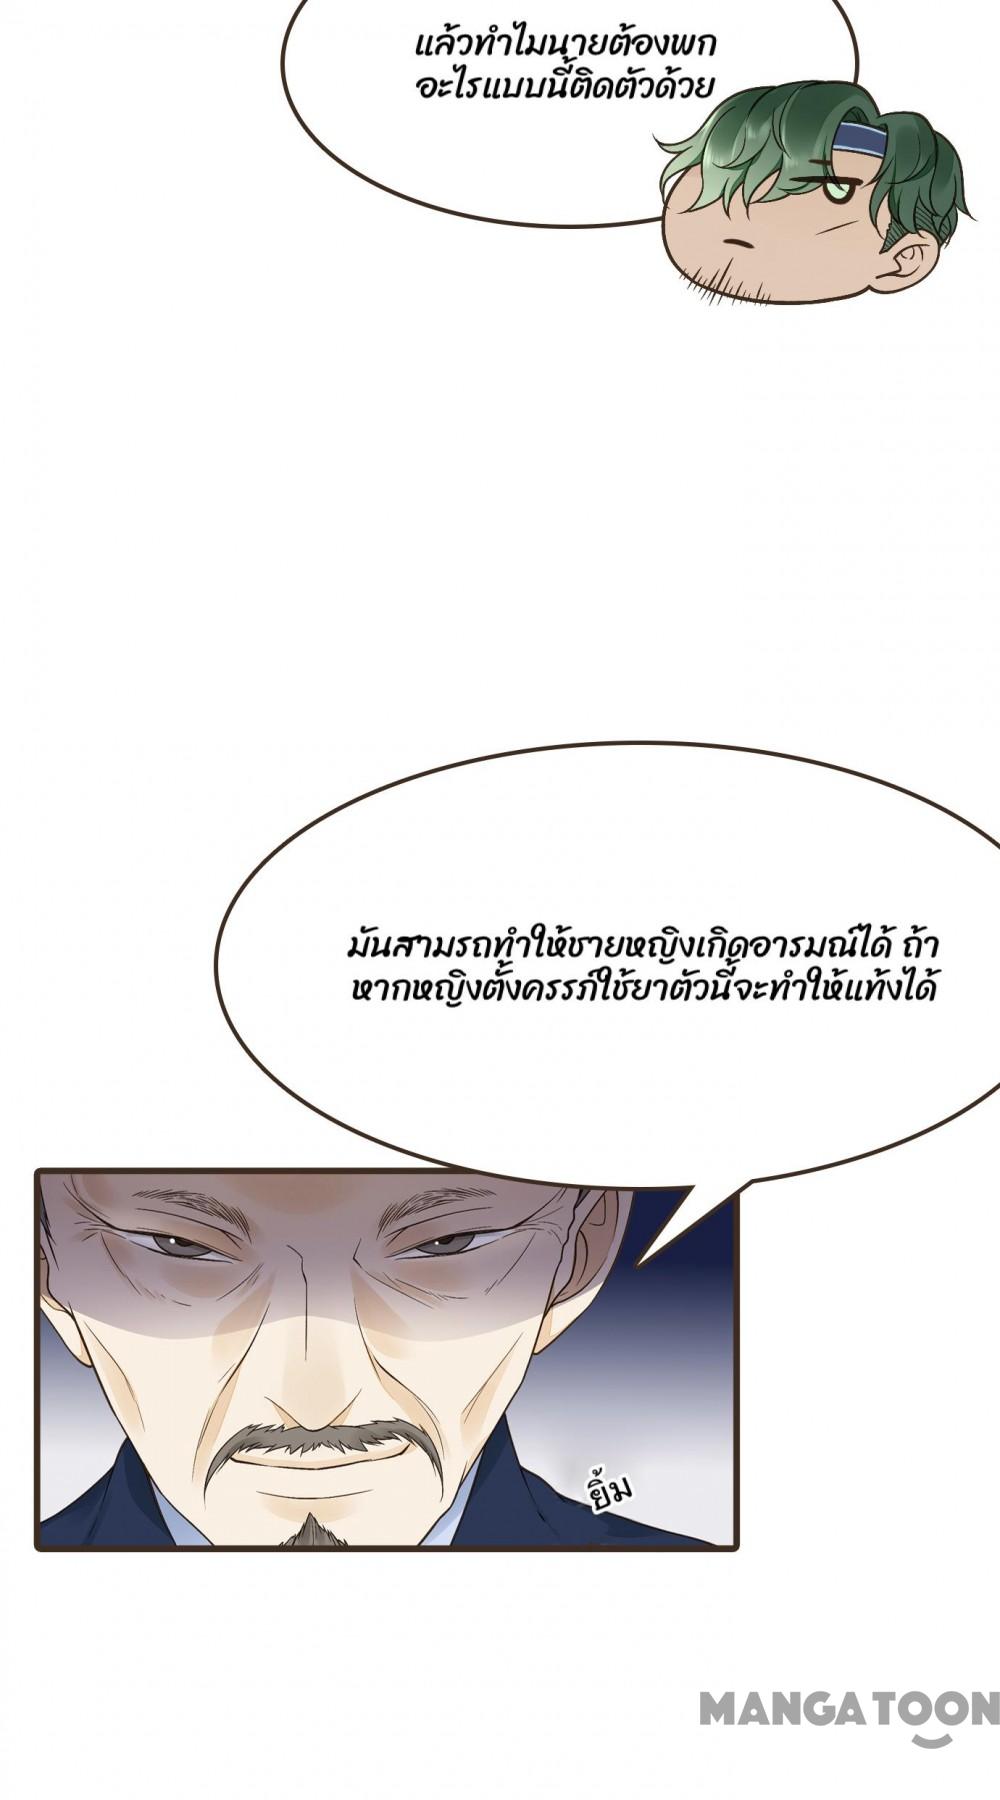 แล้วทำไมนายต้องพก
อะไรแบบนี้ติดตัวด้วย
มันสามรถทำให้ชายหญิงเกิดอารมณ์ได้ ถ้า
หากหญิงตั้งครรภ์ใช้ยาตัวนี้จะทำให้แท้งได้
ยิ้ม
MANGATOON